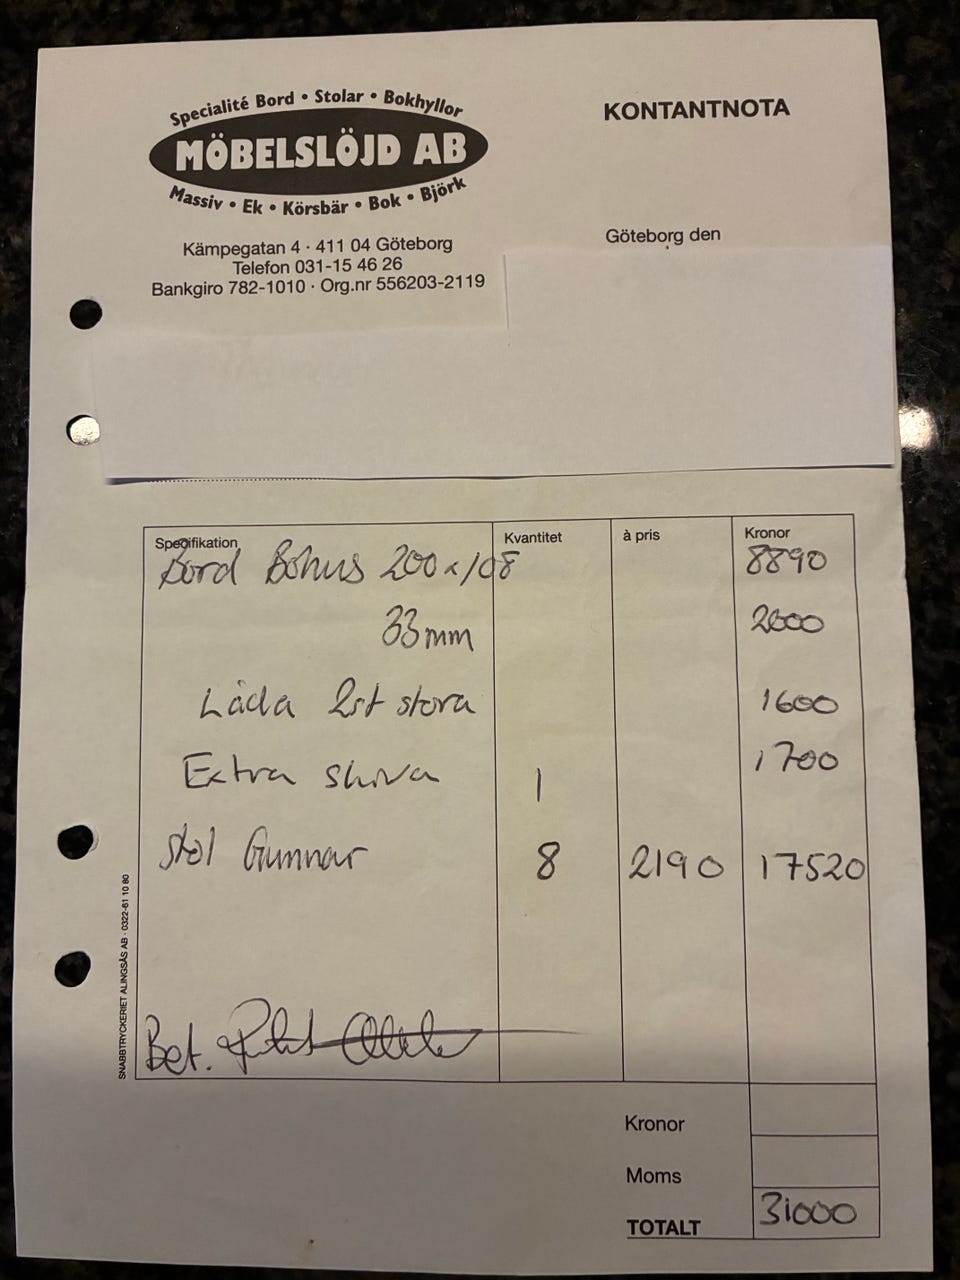 Specialité Bord • Stolar • Bokhyllor
MÖBELSLÖJD AB
Massiv • Ek • Körsbär • Bok • Björk
KONTANTNOTA
Kämpegatan 4 · 411 04 Göteborg
Telefon 031-15 46 26
Bankgiro 782-1010 · Org.nr 556203-2119
Göteborg den
Specifikation Kvantitet à pris Kronor
Bord Bohus 200x108 8890
33mm 2000
Låda 2st stora 1600
Extra skiva 1 1700
Stol Gunnar 8 2190 17520
Bet.
SNABBTRYCKERIET ALINGSÅS AB · 0322-61 10 80
Kronor
Moms
TOTALT 31000